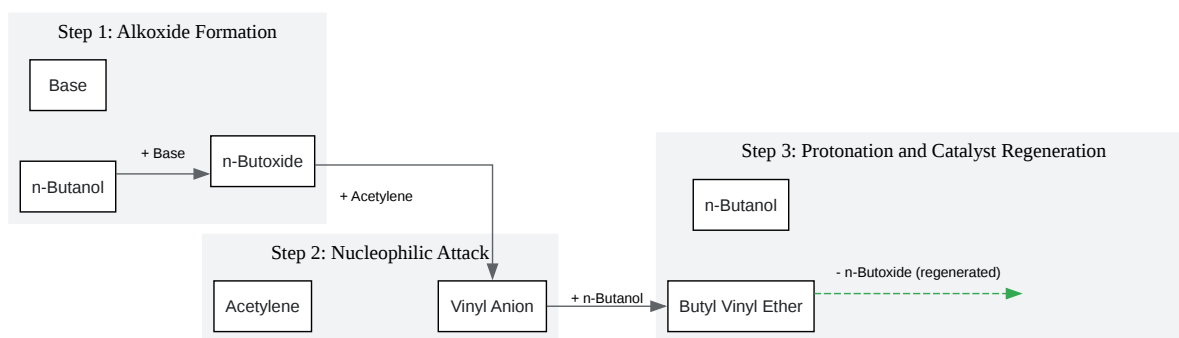 Step 1: Alkoxide Formation
Base
+ Base
n-Butanol
n-Butoxide
+ Acetylene
Step 2: Nucleophilic Attack
Acetylene
Vinyl Anion
+ n-Butanol
Step 3: Protonation and Catalyst Regeneration
n-Butanol
Butyl Vinyl Ether
- n-Butoxide (regenerated)